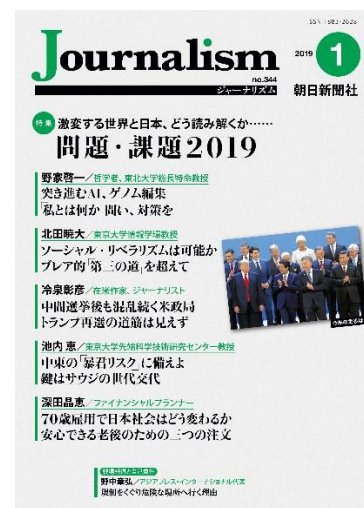 Journalism
no.344
ジャーナリズム
2019 1
朝日新聞社
特集 激変する世界と日本、どう読み解くか……
問題・課題2019
野家啓一/哲学者、東北大学総長特命教授
突き進むAI、ゲノム編集
「私とは何か」問い、対策を
北田暁大/東京大学情報学環教授
ソーシャル・リベラリズムは可能か
ブレア的「第三の道」を超えて
冷泉彰彦/在米作家、ジャーナリスト
中間選挙後も混乱続く米政局
トランプ再選の道筋は見えず
池内 恵/東京大学先端科学技術研究センター教授
中東の「暴君リスク」に備えよ
鍵はサウジの世代交代
深田晶恵/ファイナンシャルプランナー
70歳雇用で日本社会はどう変わるか
安心できる老後のための三つの注文
野中章弘/アジアプレス・インターナショナル代表
規制をくぐり危険な場所へ行く理由